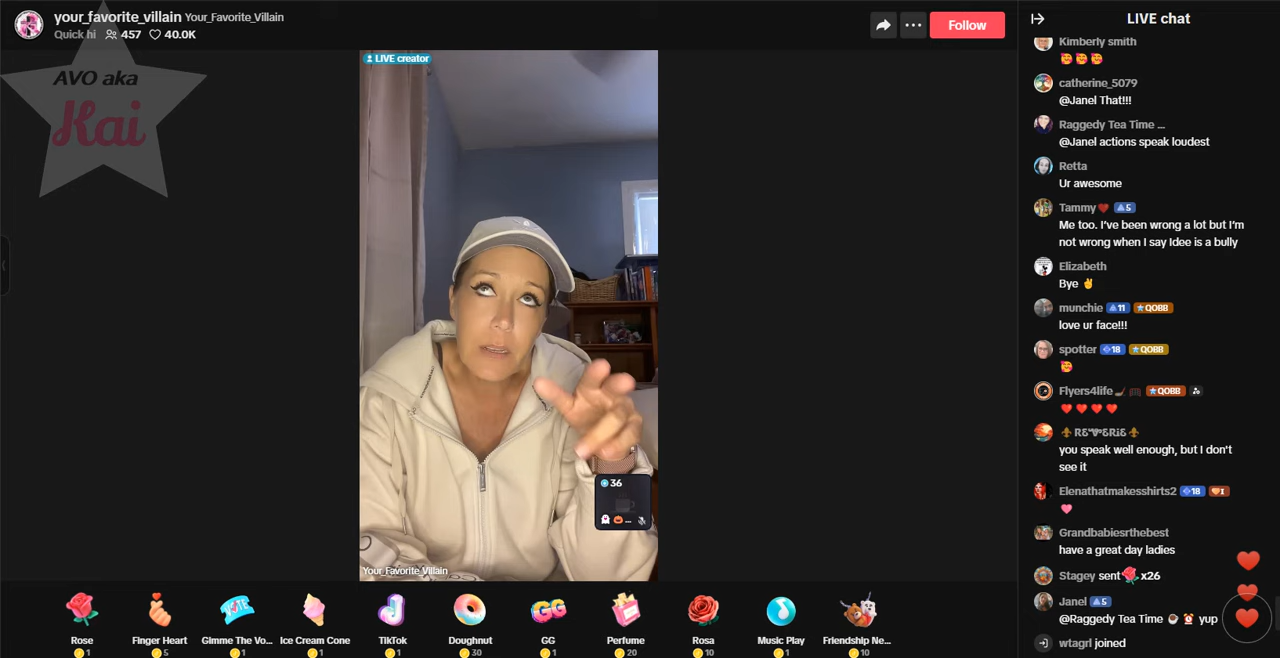 your_favorite_villain Your_Favorite_Villain
Quick hi 457 40.0K
Follow
AVO aka
Kai
LIVE creator
36
Your_Favorite_Villain
Rose
1
Finger Heart
5
Gimme The Vo...
1
Ice Cream Cone
1
TikTok
1
Doughnut
30
GG
1
Perfume
20
Rosa
10
Music Play
1
Friendship Ne...
10
LIVE chat
Kimberly smith
catherine_5079
@Janel That!!!
Raggedy Tea Time ...
@Janel actions speak loudest
Retta
Ur awesome
Tammy 5
Me too. I've been wrong a lot but I'm
not wrong when I say Idee is a bully
Elizabeth
Bye ✌️
munchie 11 QOBB
love ur face!!!
spotter 18 QOBB
Flyers4life QOBB
you speak well enough, but I don't
see it
Elenathatmakesshirts2 18 I
Grandbabiesrthebest
have a great day ladies
Stagey sent x26
Janel 5
@Raggedy Tea Time yup
wtagrl joined